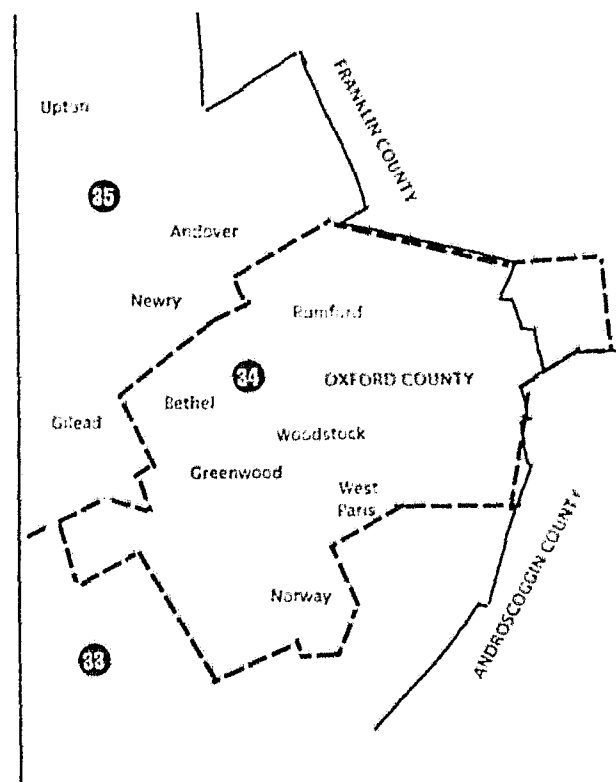 FRANKLIN COUNTY
Upton
35
Andover
Newry
Rumford
34
OXFORD COUNTY
Bethel
Gilead
Woodstock
Greenwood
West
Paris
Norway
ANDROSCOGGIN COUNTY
33